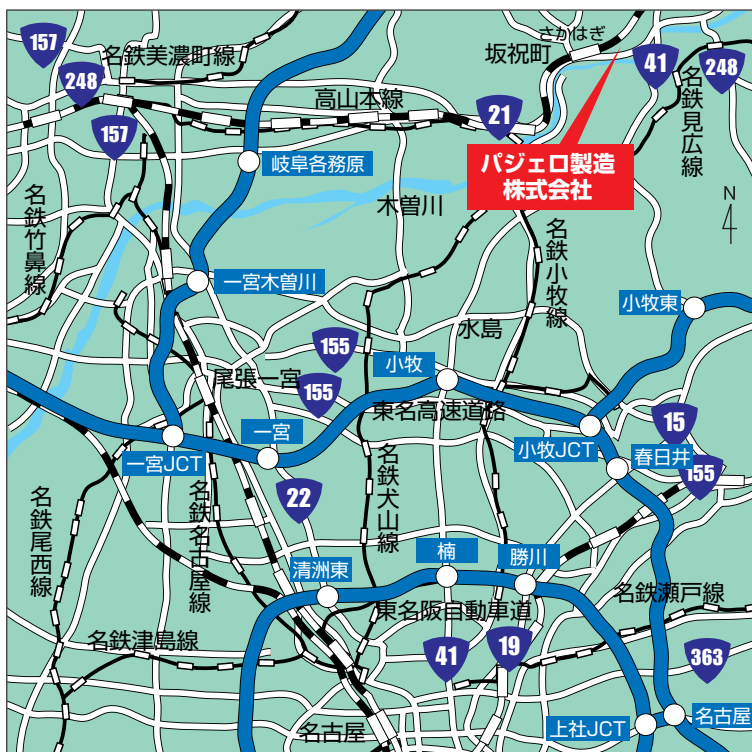 さかはぎ
坂祝町
157
名鉄美濃町線
41
248
248
名鉄見広線
高山本線
21
157
パジェロ製造
株式会社
岐阜各務原
N
名鉄竹鼻線
木曽川
名鉄小牧線
一宮木曽川
小牧東
水島
155
小牧
尾張一宮
155
東名高速道路
15
一宮
小牧JCT
一宮JCT
春日井
155
22
名鉄犬山線
名鉄尾西線
名鉄名古屋線
楠
勝川
清洲東
名鉄瀬戸線
東名阪自動車道
名鉄津島線
41
19
363
名古屋
名古屋
上社JCT